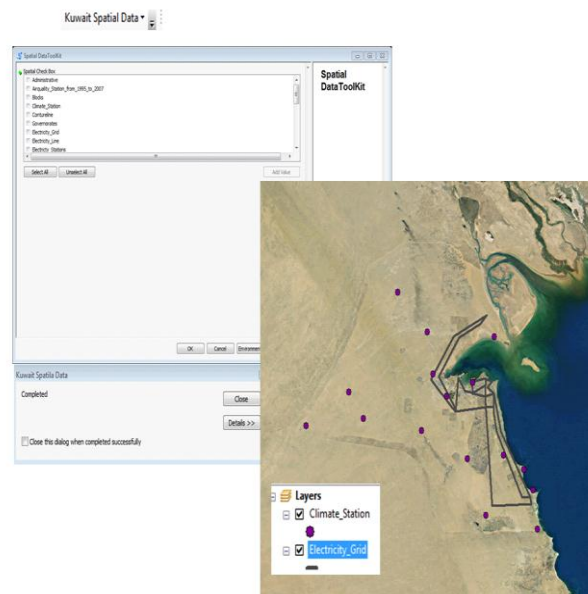 Kuwait Spatial Data
Spatial DataToolKit
Spatial Check Box
Administrative
Airquality_Station_from_1995_to_2007
Blocks
Climate_Station
Contureline
Governorates
Electricity_Grid
Electricity_Line
Electricty_Stations
Select All
Unselect All
Add Value
Spatial
DataToolKit
OK
Cancel
Kuwait Spatila Data
Completed
Close
Details >>
Close this dialog when completed successfully
Layers
Climate_Station
Electricity_Grid